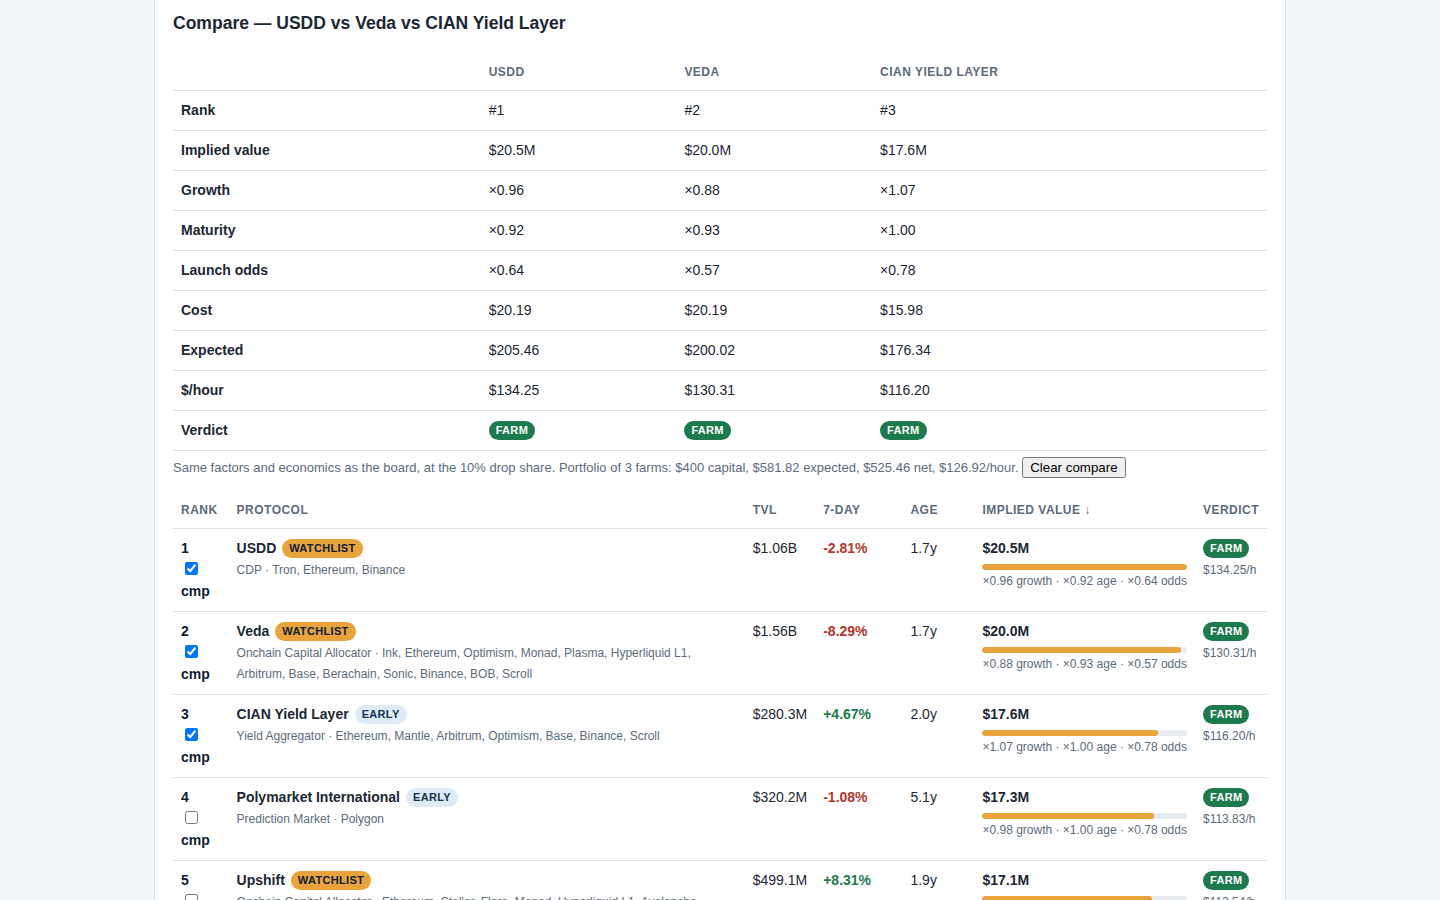 Compare — USDD vs Veda vs CIAN Yield Layer
USDD VEDA CIAN YIELD LAYER
Rank #1 #2 #3
Implied value $20.5M $20.0M $17.6M
Growth ×0.96 ×0.88 ×1.07
Maturity ×0.92 ×0.93 ×1.00
Launch odds ×0.64 ×0.57 ×0.78
Cost $20.19 $20.19 $15.98
Expected $205.46 $200.02 $176.34
$/hour $134.25 $130.31 $116.20
Verdict FARM FARM FARM
Same factors and economics as the board, at the 10% drop share. Portfolio of 3 farms: $400 capital, $581.82 expected, $525.46 net, $126.92/hour. Clear compare
RANK PROTOCOL TVL 7-DAY AGE IMPLIED VALUE ↓ VERDICT
1 USDD WATCHLIST $1.06B -2.81% 1.7y $20.5M FARM
CDP · Tron, Ethereum, Binance $134.25/h
×0.96 growth · ×0.92 age · ×0.64 odds
cmp
2 Veda WATCHLIST $1.56B -8.29% 1.7y $20.0M FARM
Onchain Capital Allocator · Ink, Ethereum, Optimism, Monad, Plasma, Hyperliquid L1, $130.31/h
×0.88 growth · ×0.93 age · ×0.57 odds
cmp Arbitrum, Base, Berachain, Sonic, Binance, BOB, Scroll
3 CIAN Yield Layer EARLY $280.3M +4.67% 2.0y $17.6M FARM
Yield Aggregator · Ethereum, Mantle, Arbitrum, Optimism, Base, Binance, Scroll $116.20/h
×1.07 growth · ×1.00 age · ×0.78 odds
cmp
4 Polymarket International EARLY $320.2M -1.08% 5.1y $17.3M FARM
Prediction Market · Polygon $113.83/h
×0.98 growth · ×1.00 age · ×0.78 odds
cmp
5 Upshift WATCHLIST $499.1M +8.31% 1.9y $17.1M FARM